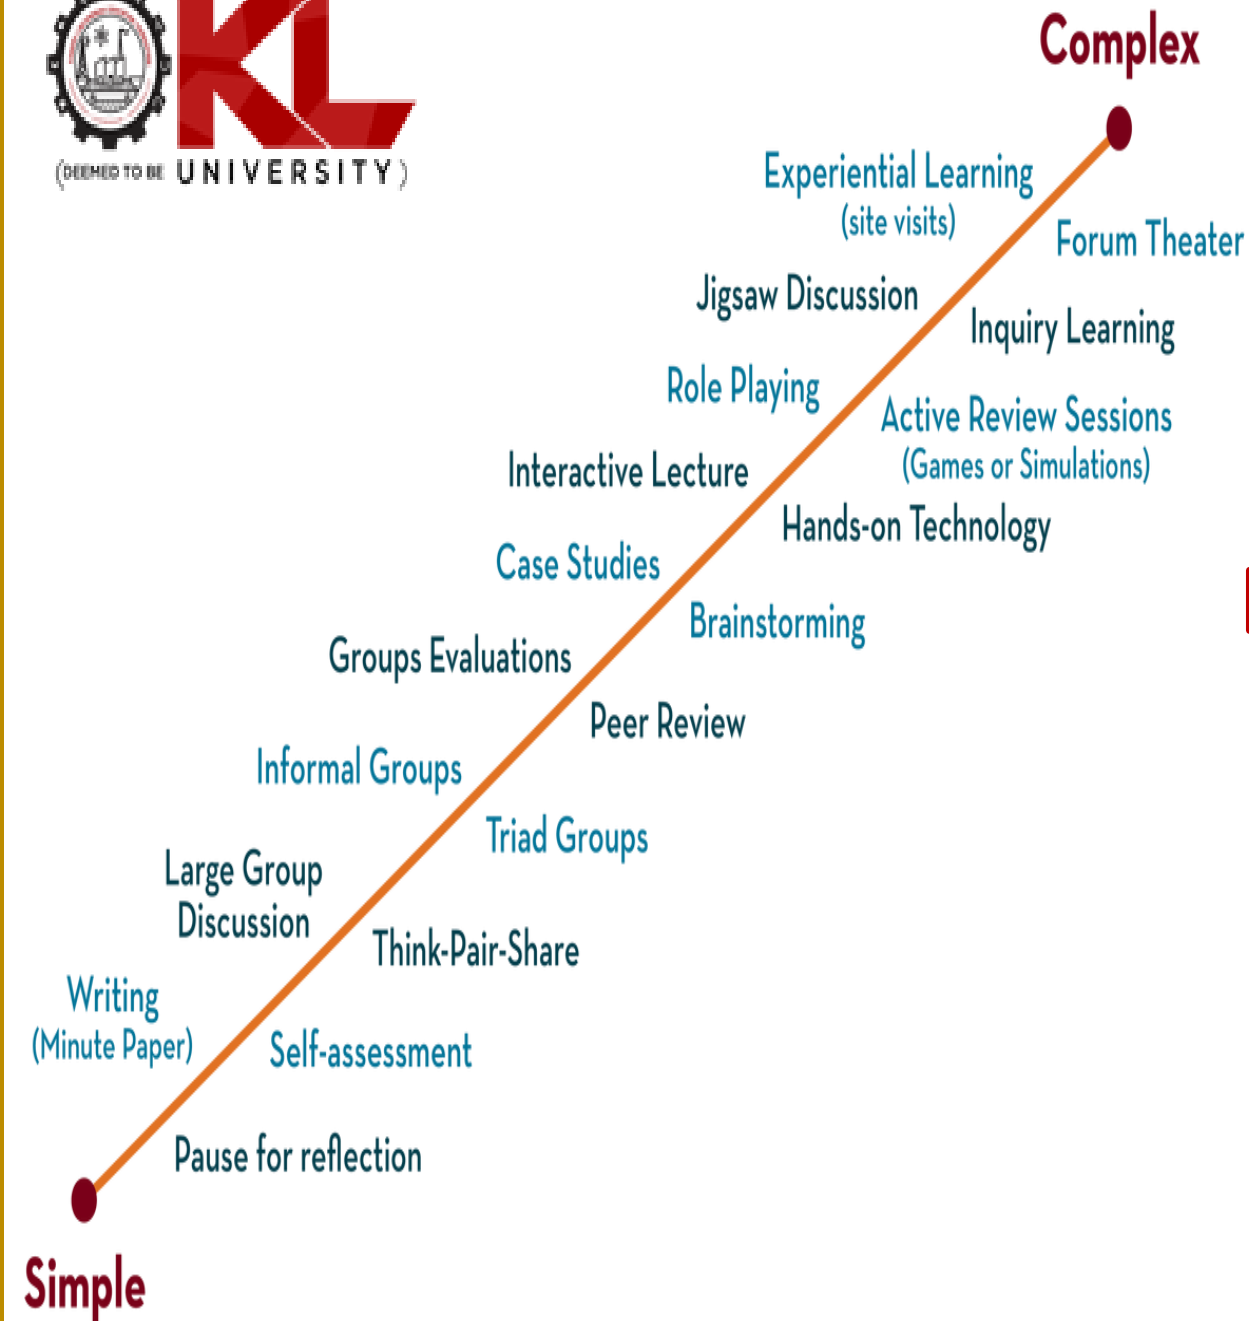 KL
(DEEMED TO BE UNIVERSITY)
Complex
Experiential Learning
(site visits)
Forum Theater
Jigsaw Discussion
Inquiry Learning
Role Playing
Active Review Sessions
(Games or Simulations)
Interactive Lecture
Hands-on Technology
Case Studies
Brainstorming
Groups Evaluations
Peer Review
Informal Groups
Triad Groups
Large Group
Discussion
Think-Pair-Share
Writing
(Minute Paper)
Self-assessment
Pause for reflection
Simple